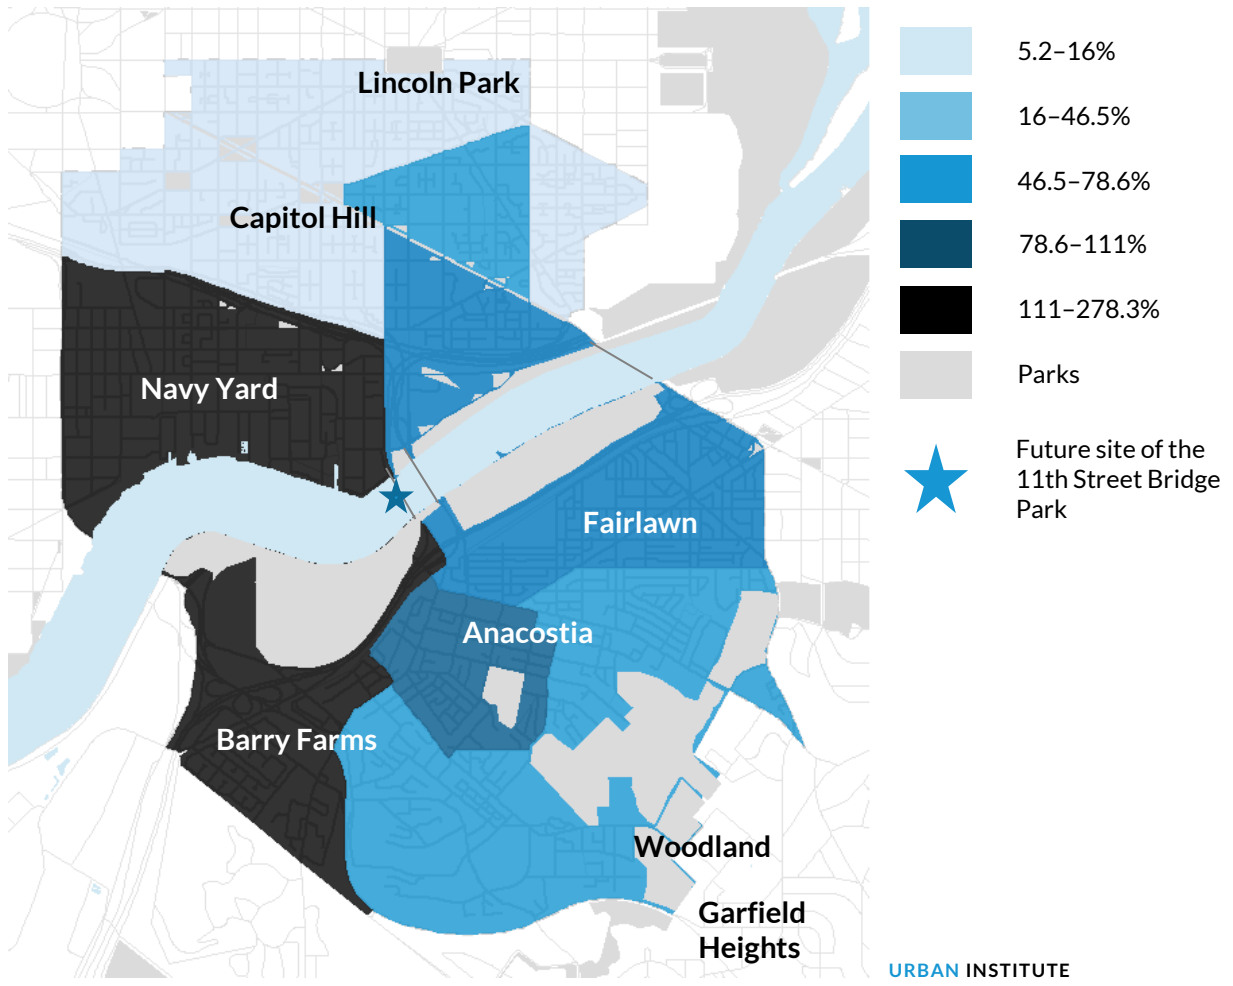 Lincoln Park
Capitol Hill
Navy Yard
Fairlawn
Anacostia
Barry Farms
Woodland
Garfield
Heights
5.2–16%
16–46.5%
46.5–78.6%
78.6–111%
111–278.3%
Parks
Future site of the
11th Street Bridge
Park
URBAN INSTITUTE